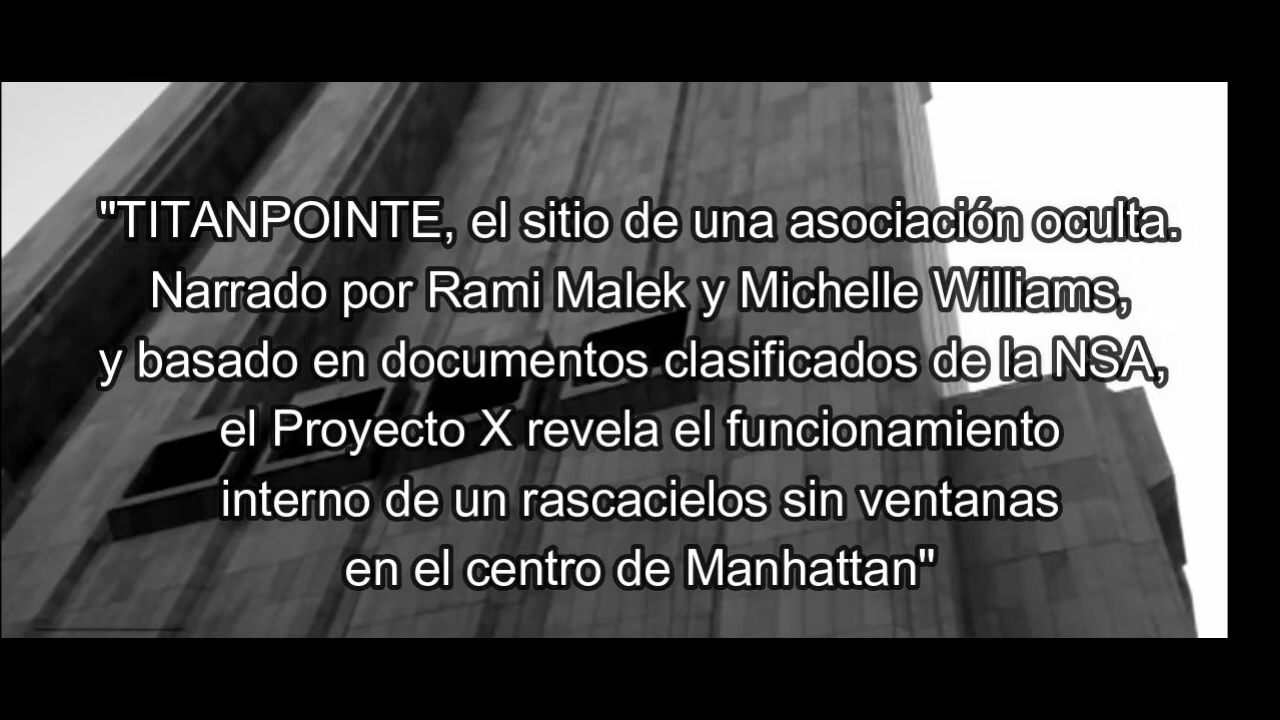 "TITANPOINTE, el sitio de una asociación oculta.
Narrado por Rami Malek y Michelle Williams,
y basado en documentos clasificados de la NSA,
el Proyecto X revela el funcionamiento
interno de un rascacielos sin ventanas
en el centro de Manhattan"